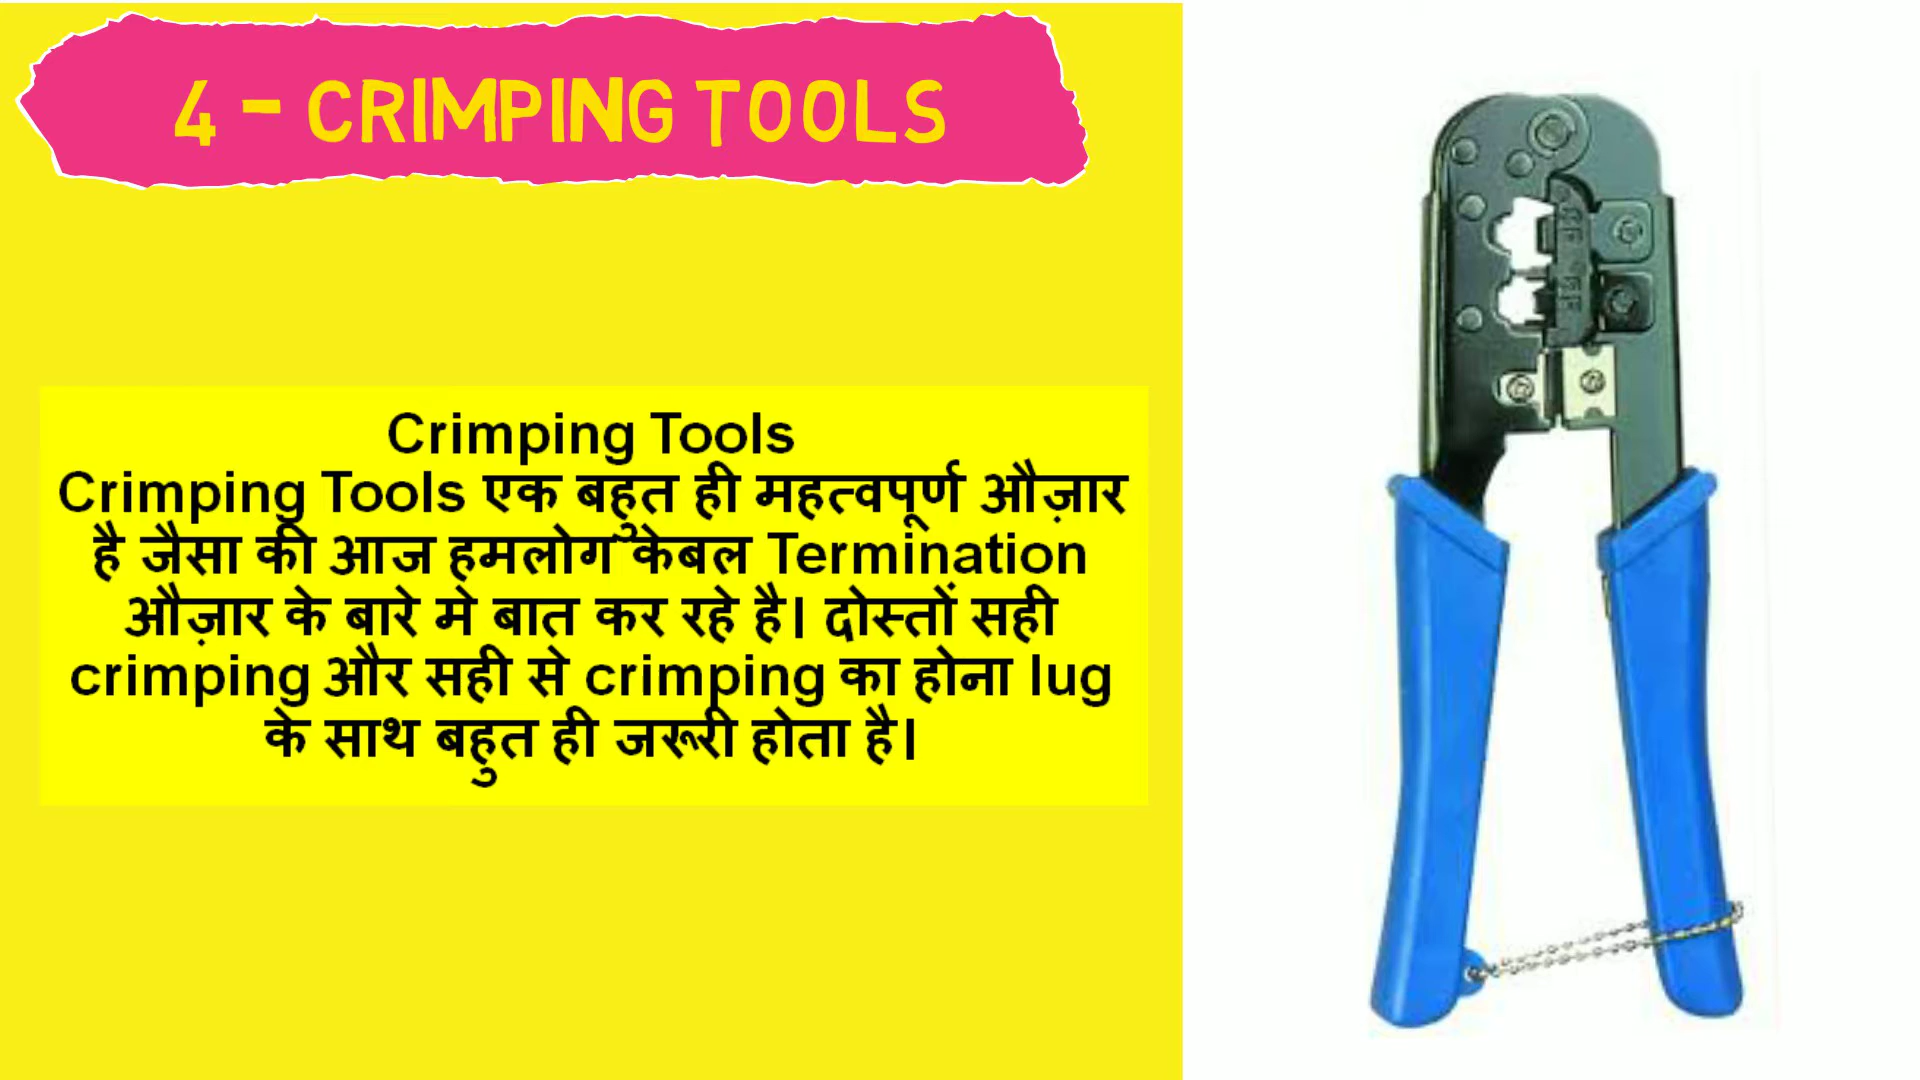 4 - CRIMPING TOOLS
Crimping Tools
Crimping Tools एक बहुत ही महत्वपूर्ण औज़ार
है जैसा की आज हमलोग केबल Termination
औज़ार के बारे मे बात कर रहे है। दोस्तों सही
crimping और सही से crimping का होना lug
के साथ बहुत ही जरूरी होता है।